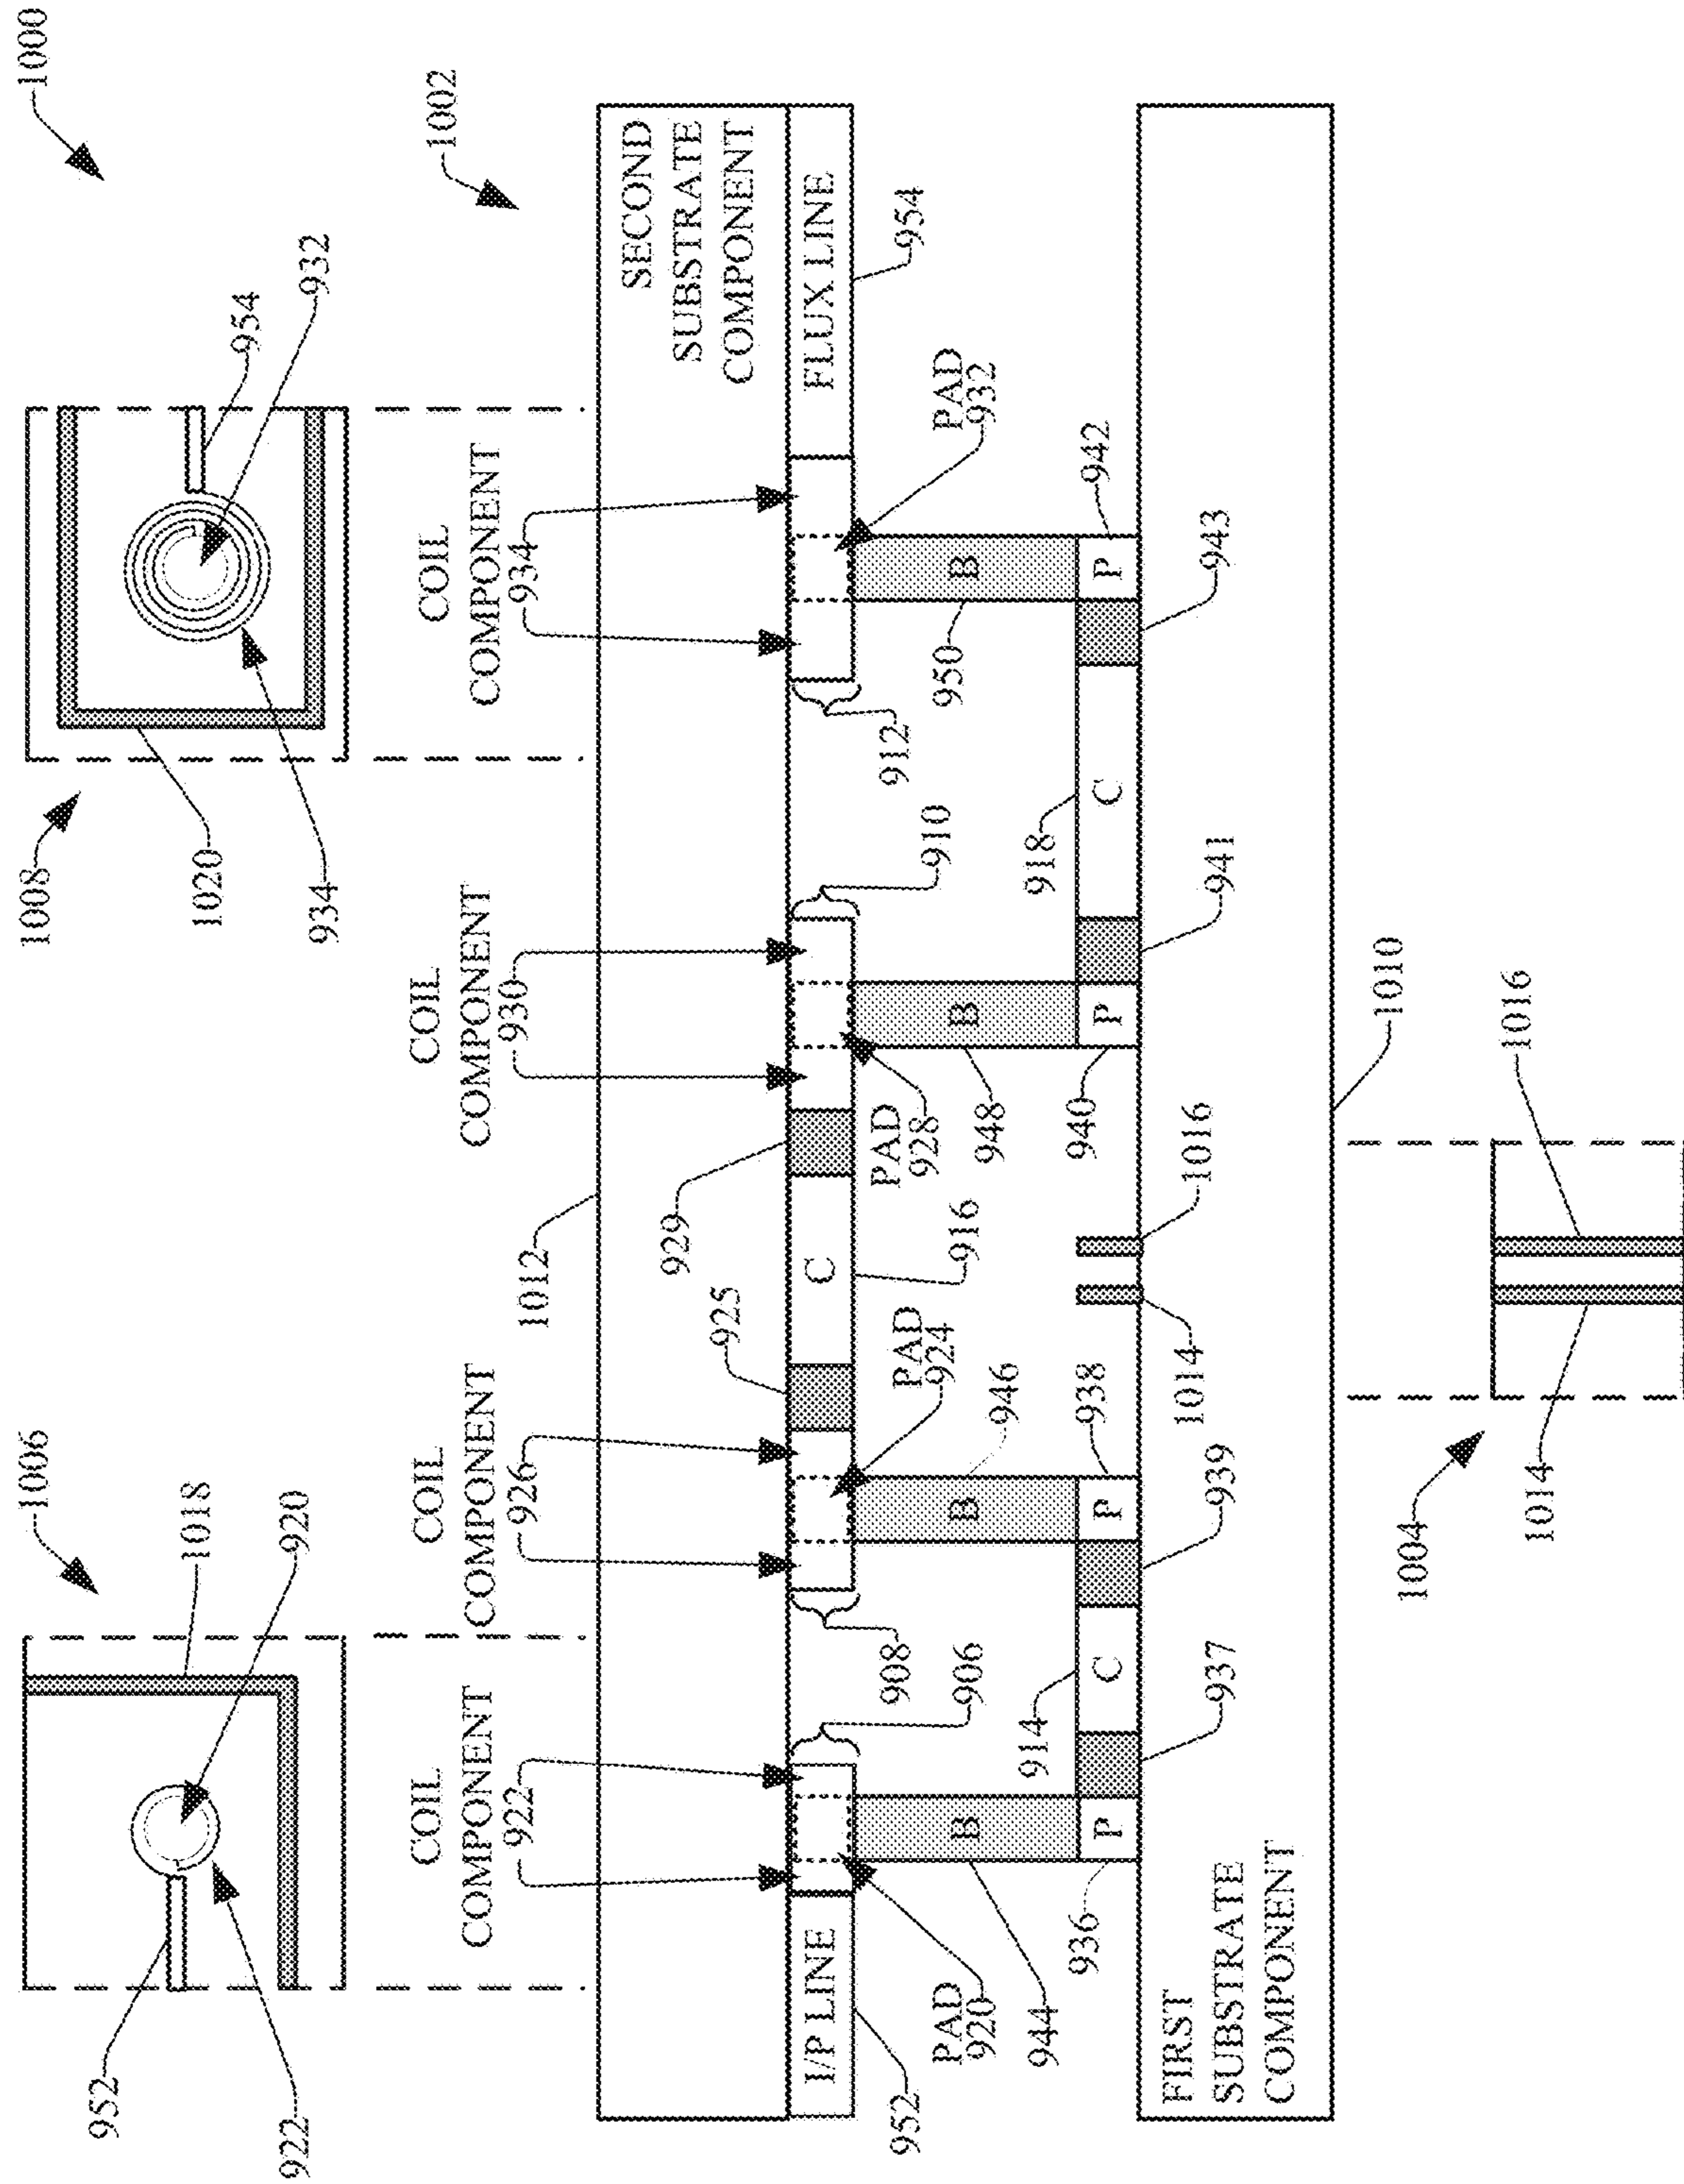 1000
1002
1006
1018
920
952
922
1008
1020
934
954
932
COIL
COMPONENT
922
COIL
COMPONENT
926
COIL
COMPONENT
930
COIL
COMPONENT
934
1012
SECOND
SUBSTRATE
COMPONENT
925
929
I/P LINE
C
FLUX LINE
952
906
908
PAD
924
916
PAD
928
910
912
PAD
932
954
PAD
920
944
B
B
946
B
948
B
950
914
918
936
P
C
P
938
P
940
C
P
942
937
939
1014
1016
941
943
FIRST
SUBSTRATE
COMPONENT
1010
1004
1014
1016